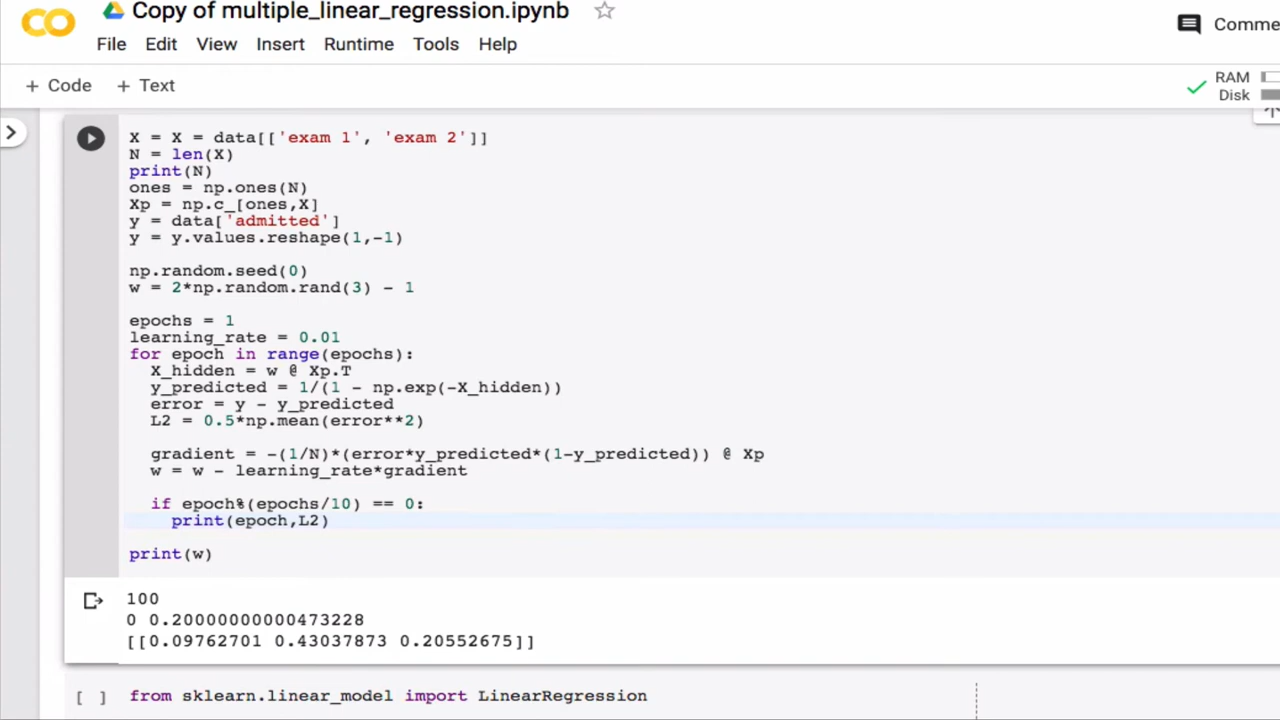 Copy of multiple_linear_regression.ipynb
File Edit View Insert Runtime Tools Help
Comme
+ Code + Text
RAM
Disk
X = X = data[['exam 1', 'exam 2']]
N = len(X)
print(N)
ones = np.ones(N)
Xp = np.c_[ones,X]
y = data['admitted']
y = y.values.reshape(1,-1)
np.random.seed(0)
w = 2*np.random.rand(3) - 1
epochs = 1
learning_rate = 0.01
for epoch in range(epochs):
  X_hidden = w @ Xp.T
  y_predicted = 1/(1 - np.exp(-X_hidden))
  error = y - y_predicted
  L2 = 0.5*np.mean(error**2)
  gradient = -(1/N)*(error*y_predicted*(1-y_predicted)) @ Xp
  w = w - learning_rate*gradient
  if epoch%(epochs/10) == 0:
    print(epoch,L2)
print(w)
100
0 0.20000000000473228
[[0.09762701 0.43037873 0.20552675]]
[ ] from sklearn.linear_model import LinearRegression